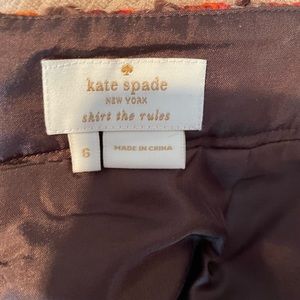 kate spade
NEW YORK
skirt the rules
6
MADE IN CHINA